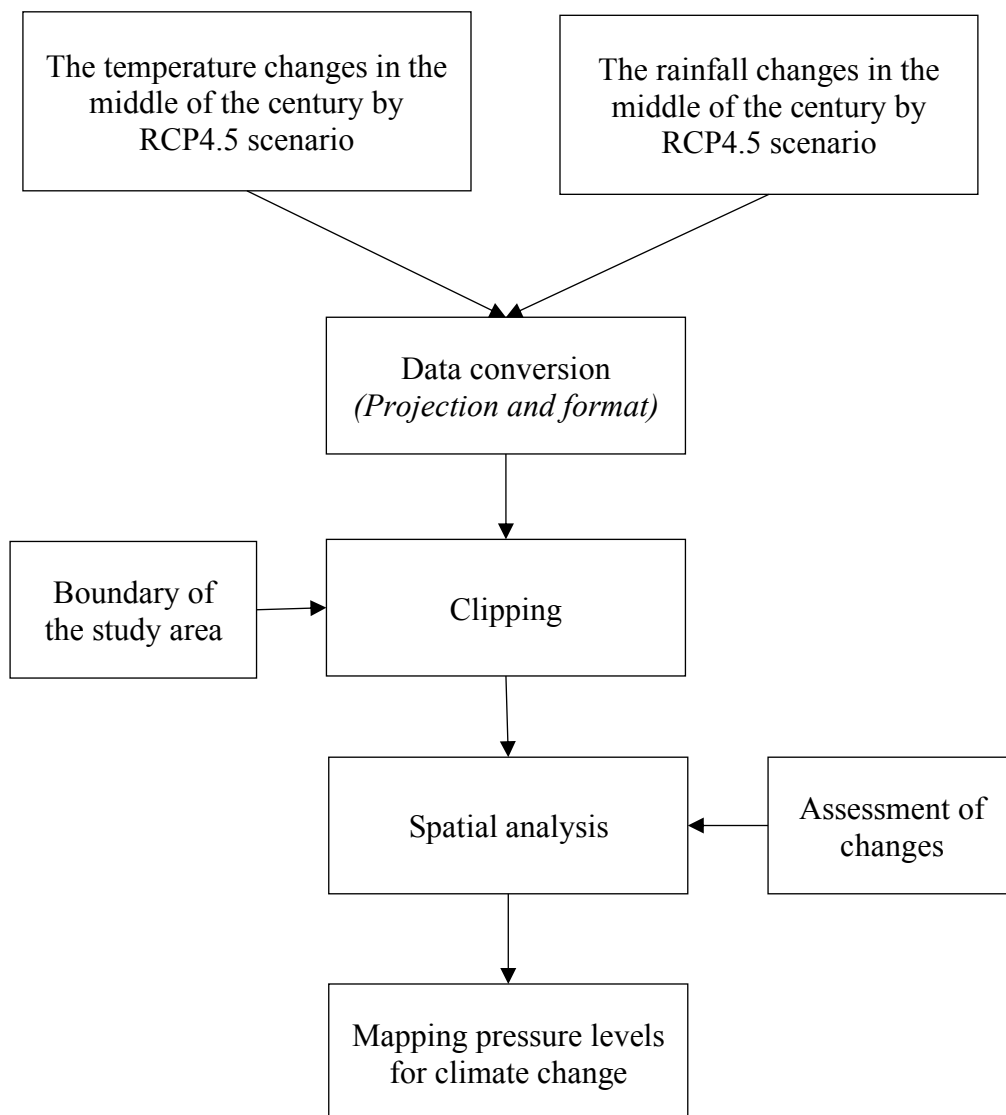 The temperature changes in the
middle of the century by
RCP4.5 scenario
The rainfall changes in the
middle of the century by
RCP4.5 scenario
Data conversion
(Projection and format)
Boundary of
the study area
Clipping
Spatial analysis
Assessment of
changes
Mapping pressure levels
for climate change